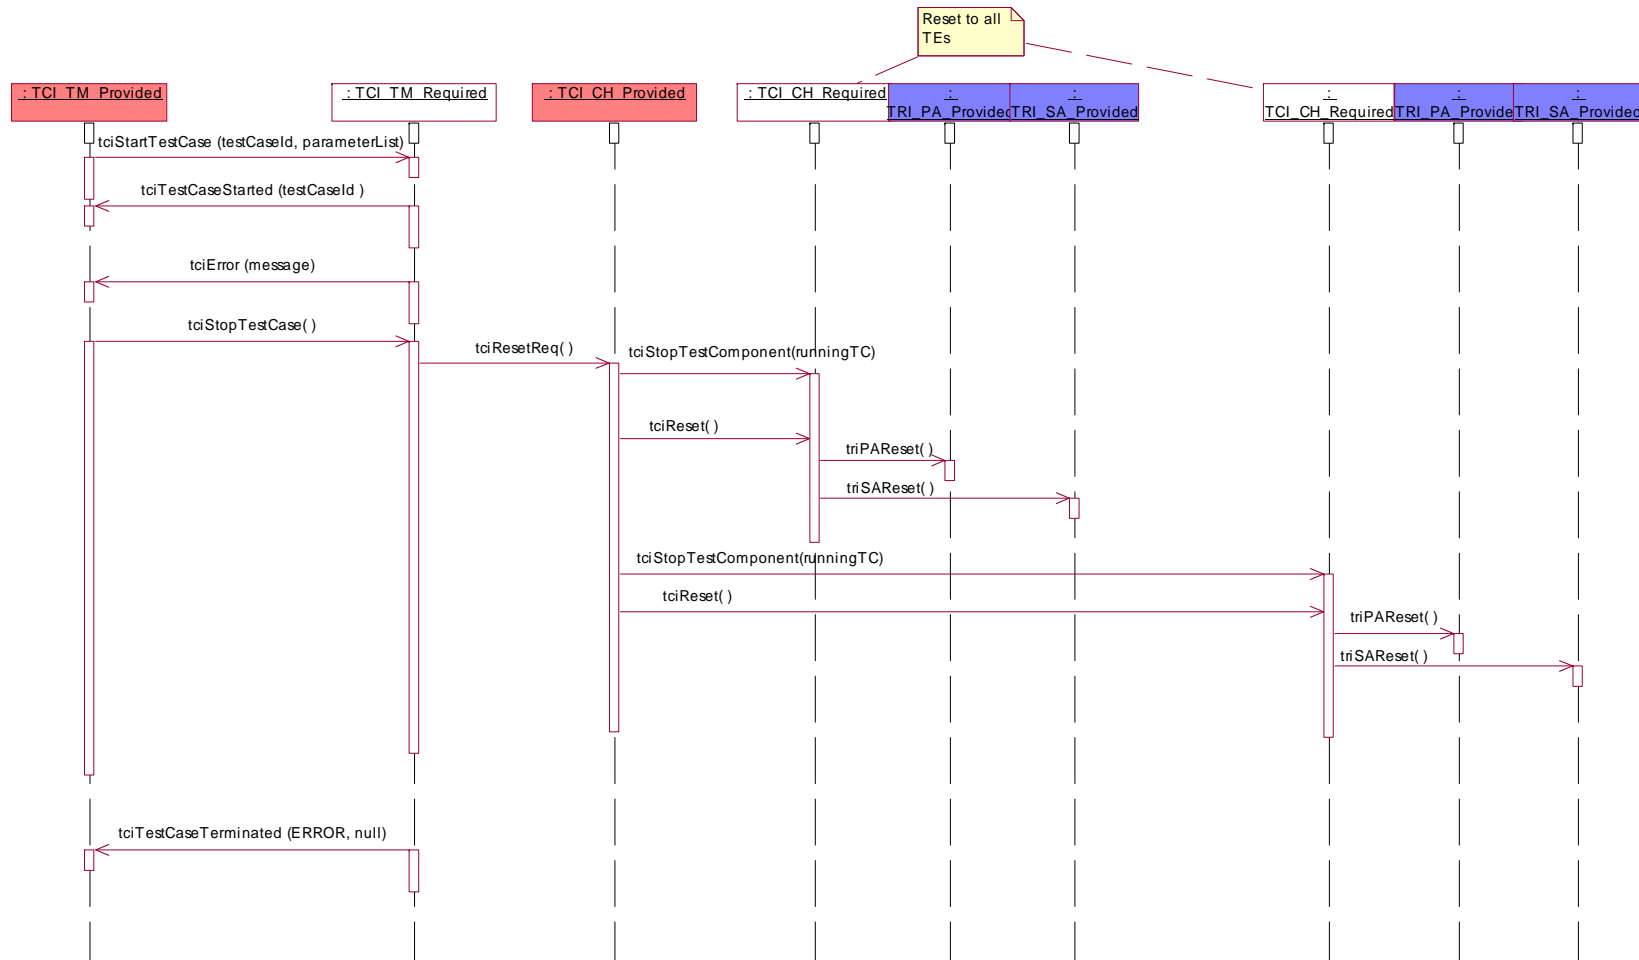 Reset to all
TEs
: TCI_TM_Provided
: TCI_TM_Required
: TCI_CH_Provided
: TCI_CH_Required
:
TRI_PA_Provided
:
TRI_SA_Provided
:
TCI_CH_Required
:
TRI_PA_Provide
:
TRI_SA_Provided
tciStartTestCase (testCaseId, parameterList)
tciTestCaseStarted (testCaseId )
tciError (message)
tciStopTestCase( )
tciResetReq( )
tciStopTestComponent(runningTC)
tciReset( )
triPAReset( )
triSAReset( )
tciStopTestComponent(runningTC)
tciReset( )
triPAReset( )
triSAReset( )
tciTestCaseTerminated (ERROR, null)